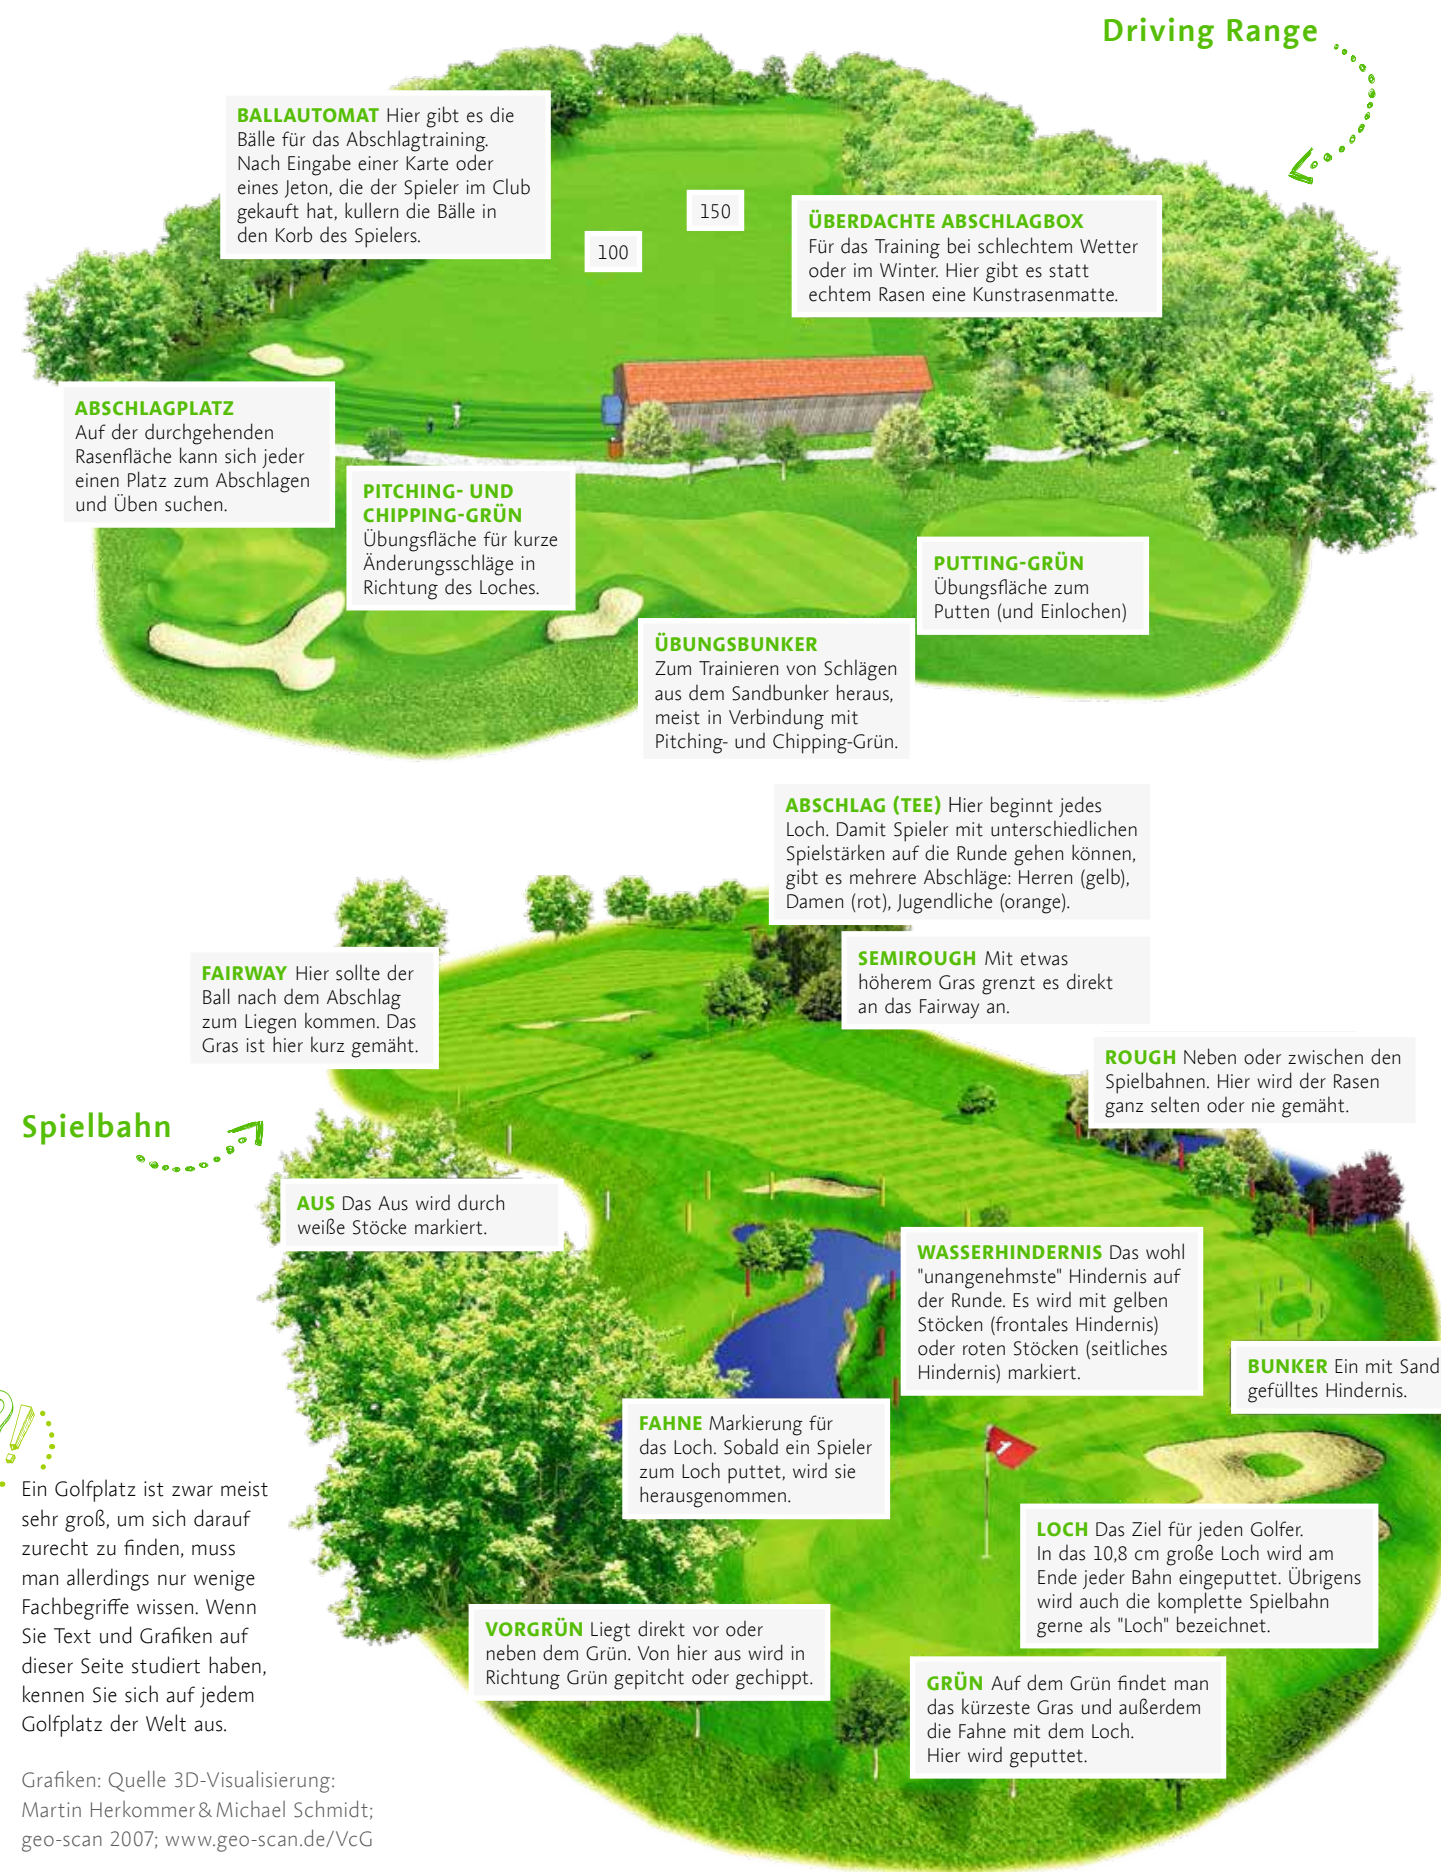 Driving Range
BALLAUTOMAT Hier gibt es die
Bälle für das Abschlagtraining.
Nach Eingabe einer Karte oder
eines Jeton, die der Spieler im Club
gekauft hat, kullern die Bälle in
den Korb des Spielers.
150
100
ÜBERDACHTE ABSCHLAGBOX
Für das Training bei schlechtem Wetter
oder im Winter. Hier gibt es statt
echtem Rasen eine Kunstrasenmatte.
ABSCHLAGPLATZ
Auf der durchgehenden
Rasenfläche kann sich jeder
einen Platz zum Abschlagen
und Üben suchen.
PITCHING- UND
CHIPPING-GRÜN
Übungsfläche für kurze
Änderungsschläge in
Richtung des Loches.
PUTTING-GRÜN
Übungsfläche zum
Putten (und Einlochen)
ÜBUNGSBUNKER
Zum Trainieren von Schlägen
aus dem Sandbunker heraus,
meist in Verbindung mit
Pitching- und Chipping-Grün.
ABSCHLAG (TEE) Hier beginnt jedes
Loch. Damit Spieler mit unterschiedlichen
Spielstärken auf die Runde gehen können,
gibt es mehrere Abschläge: Herren (gelb),
Damen (rot), Jugendliche (orange).
SEMIROUGH Mit etwas
höherem Gras grenzt es direkt
an das Fairway an.
FAIRWAY Hier sollte der
Ball nach dem Abschlag
zum Liegen kommen. Das
Gras ist hier kurz gemäht.
ROUGH Neben oder zwischen den
Spielbahnen. Hier wird der Rasen
ganz selten oder nie gemäht.
Spielbahn
AUS Das Aus wird durch
weiße Stöcke markiert.
WASSERHINDERNIS Das wohl
"unangenehmste" Hindernis auf
der Runde. Es wird mit gelben
Stöcken (frontales Hindernis)
oder roten Stöcken (seitliches
Hindernis) markiert.
BUNKER Ein mit Sand
gefülltes Hindernis.
FAHNE Markierung für
das Loch. Sobald ein Spieler
zum Loch puttet, wird sie
herausgenommen.
1
LOCH Das Ziel für jeden Golfer.
In das 10,8 cm große Loch wird am
Ende jeder Bahn eingeputtet. Übrigens
wird auch die komplette Spielbahn
gerne als "Loch" bezeichnet.
VORGRÜN Liegt direkt vor oder
neben dem Grün. Von hier aus wird in
Richtung Grün gepitcht oder gechippt.
GRÜN Auf dem Grün findet man
das kürzeste Gras und außerdem
die Fahne mit dem Loch.
Hier wird geputtet.
?!
Ein Golfplatz ist zwar meist
sehr groß, um sich darauf
zurecht zu finden, muss
man allerdings nur wenige
Fachbegriffe wissen. Wenn
Sie Text und Grafiken auf
dieser Seite studiert haben,
kennen Sie sich auf jedem
Golfplatz der Welt aus.
Grafiken: Quelle 3D-Visualisierung:
Martin Herkommer & Michael Schmidt;
geo-scan 2007; www.geo-scan.de/VcG